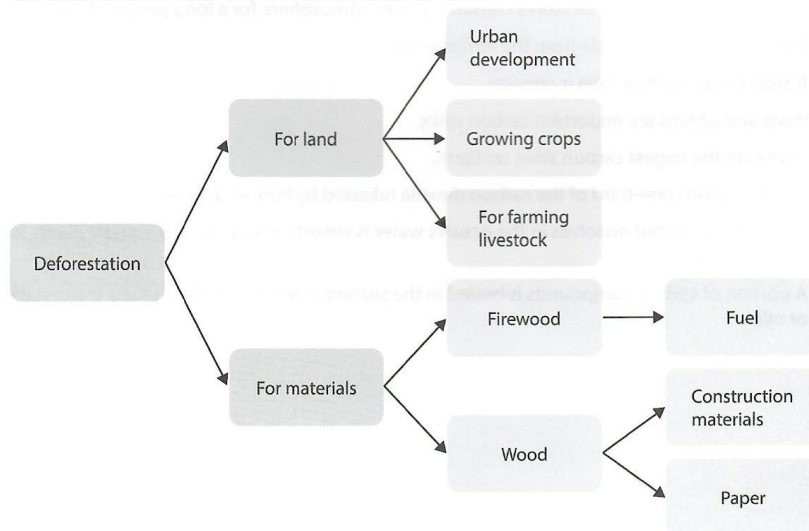 Urban
development
For land
Growing crops
For farming
livestock
Deforestation
Firewood
Fuel
For materials
Construction
materials
Wood
Paper